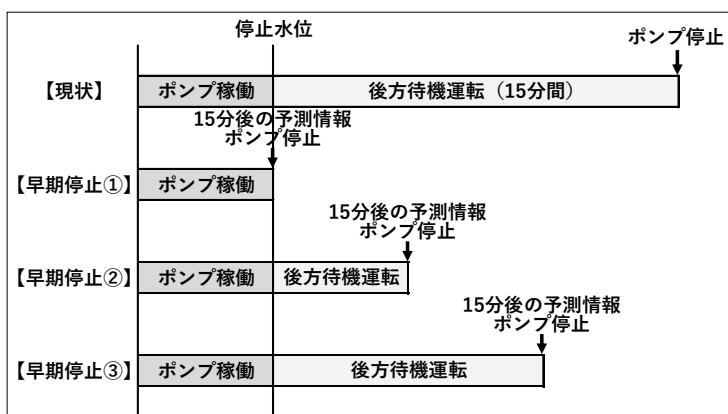 停止水位
ポンプ停止
【現状】
ポンプ稼働
後方待機運転（15分間）
15分後の予測情報
ポンプ停止
【早期停止①】
ポンプ稼働
15分後の予測情報
ポンプ停止
【早期停止②】
ポンプ稼働
後方待機運転
15分後の予測情報
ポンプ停止
【早期停止③】
ポンプ稼働
後方待機運転